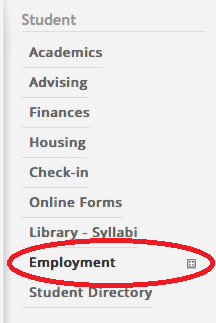 Student
Academics
Advising
Finances
Housing
Check-in
Online Forms
Library - Syllabi
Employment
Student Directory